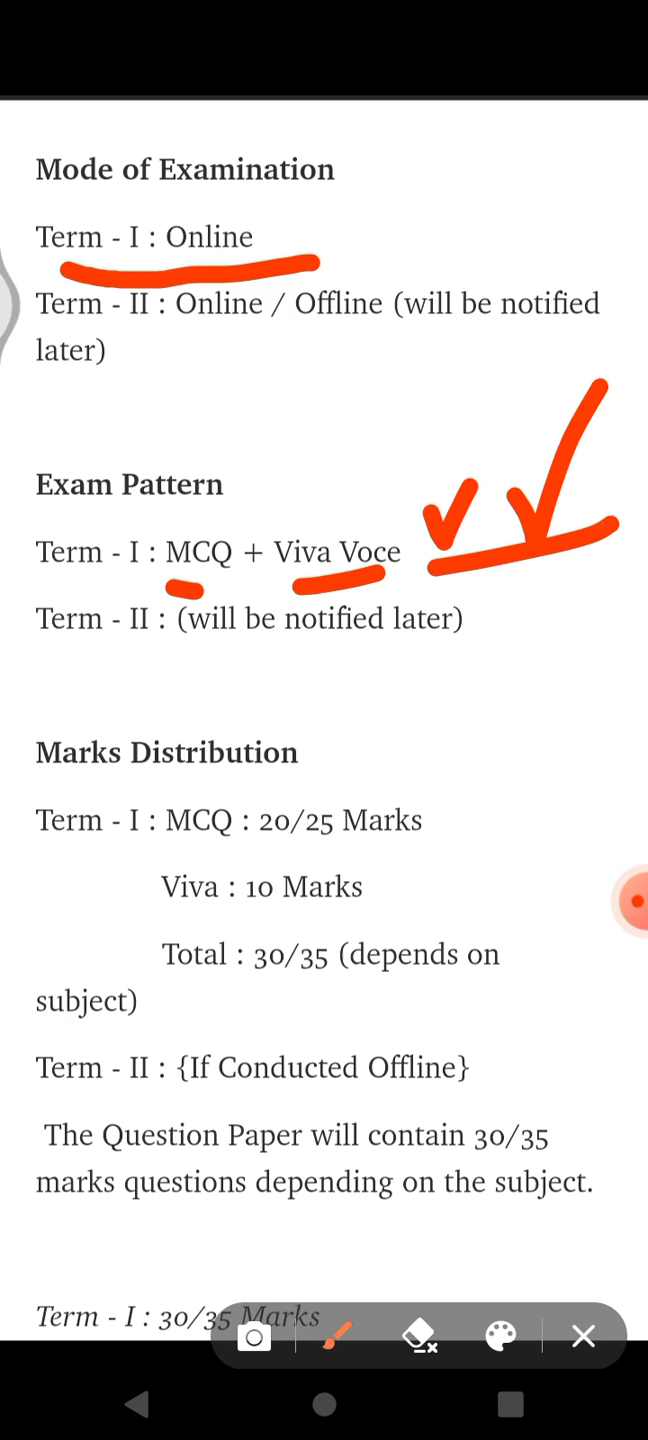 Mode of Examination
Term - I : Online
Term - II : Online / Offline (will be notified
later)
Exam Pattern
Term - I : MCQ + Viva Voce
Term - II : (will be notified later)
Marks Distribution
Term - I : MCQ : 20/25 Marks
Viva : 10 Marks
Total : 30/35 (depends on
subject)
Term - II : {If Conducted Offline}
The Question Paper will contain 30/35
marks questions depending on the subject.
Term - I : 30/35 Marks